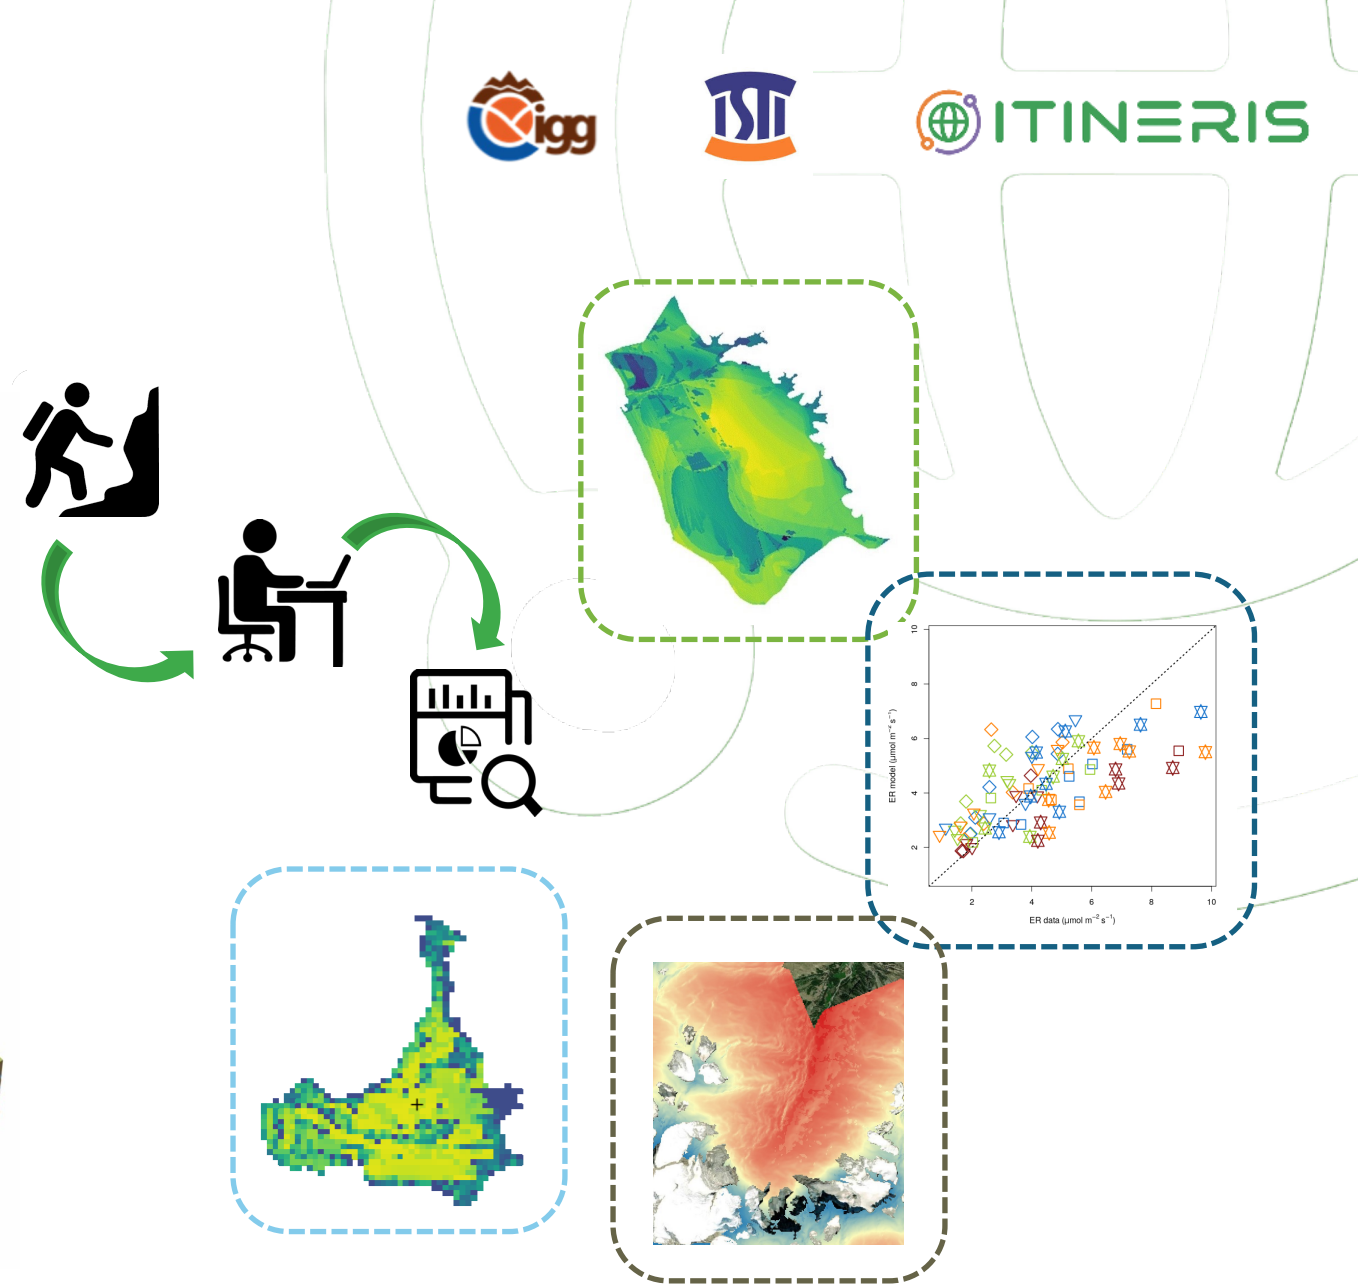 igg
ISTI
ITINERIS
ER model (μmol m⁻² s⁻¹)
10
8
6
4
2
2 4 6 8 10
ER data (μmol m⁻² s⁻¹)